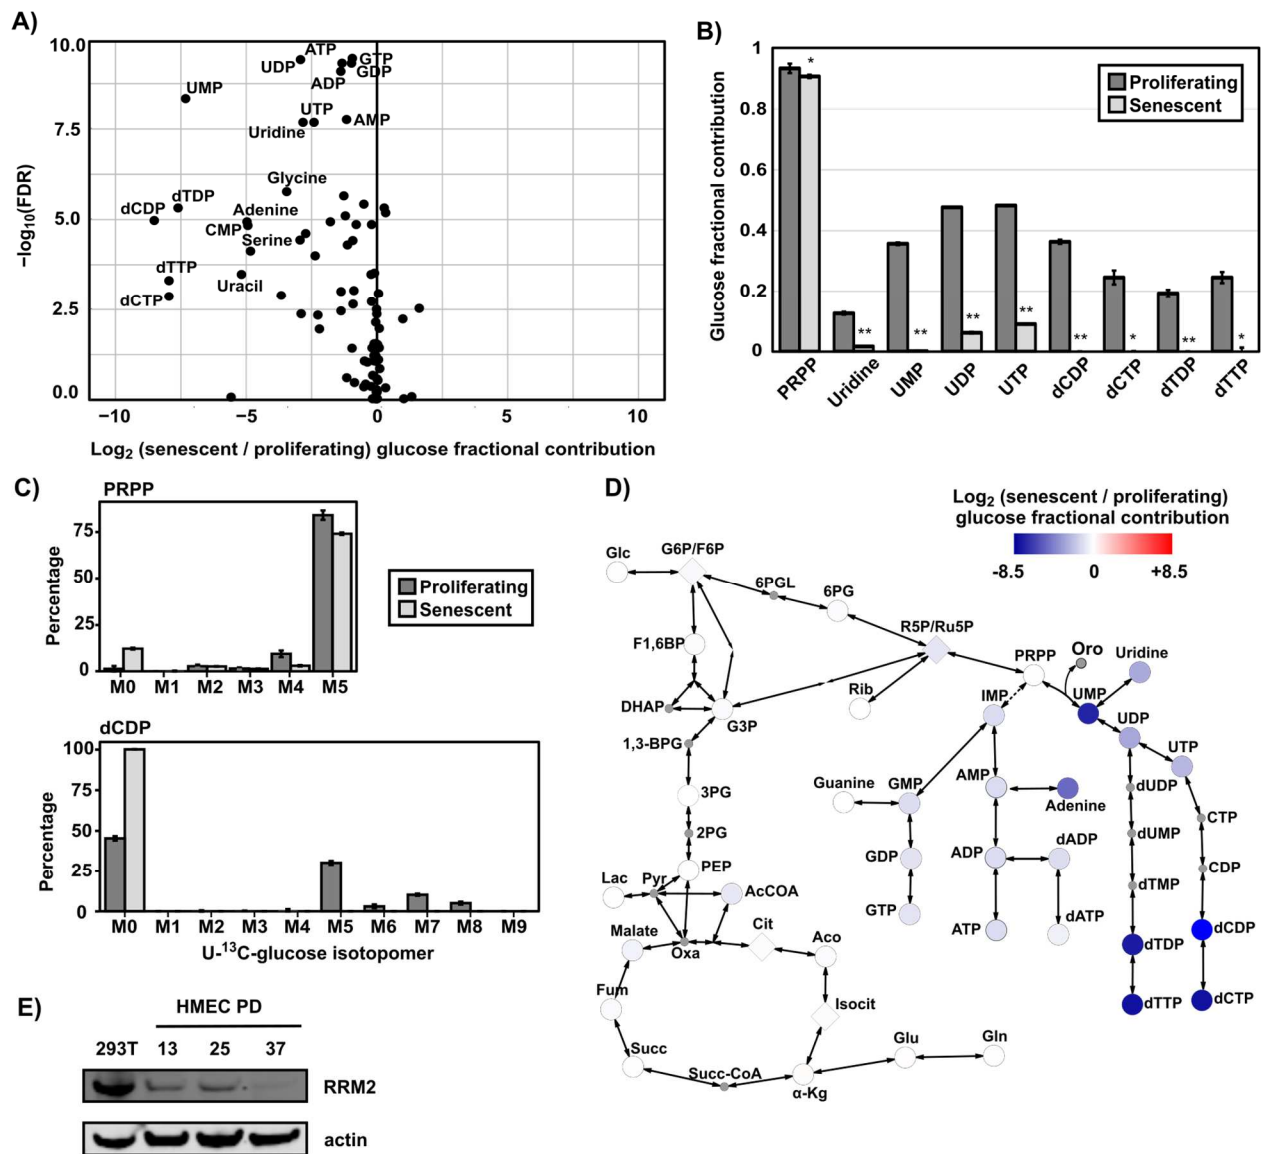 A)
10.0
7.5
5.0
2.5
0.0
−log10(FDR)
ATP
GTP
UDP
GDP
ADP
UMP
UTP
AMP
Uridine
Glycine
dTDP
dCDP
Adenine
CMP
Serine
dTTP
Uracil
dCTP
−10
−5
0
5
10
Log2 (senescent / proliferating) glucose fractional contribution
B)
1
0.8
0.6
0.4
0.2
0
Glucose fractional contribution
Proliferating
Senescent
*
**
**
**
**
**
*
**
*
PRPP
Uridine
UMP
UDP
UTP
dCDP
dCTP
dTDP
dTTP
C)
PRPP
75
50
25
0
Percentage
M0 M1 M2 M3 M4 M5
Proliferating
Senescent
dCDP
100
75
50
25
0
Percentage
M0 M1 M2 M3 M4 M5 M6 M7 M8 M9
U-13C-glucose isotopomer
D)
Log2 (senescent / proliferating)
glucose fractional contribution
-8.5 0 +8.5
Glc
G6P/F6P
6PGL
6PG
R5P/Ru5P
F1,6BP
PRPP
Oro
Uridine
DHAP
G3P
Rib
IMP
UMP
UDP
UTP
1,3-BPG
3PG
Guanine
GMP
AMP
Adenine
dUDP
CTP
2PG
dUMP
PEP
GDP
ADP
dADP
CDP
Lac
Pyr
AcCOA
dTMP
GTP
ATP
dATP
dCDP
Malate
Oxa
Cit
Aco
dTDP
Fum
Isocit
dTTP
dCTP
Succ
Succ-CoA
α-Kg
Glu
Gln
E)
HMEC PD
293T 13 25 37
RRM2
actin